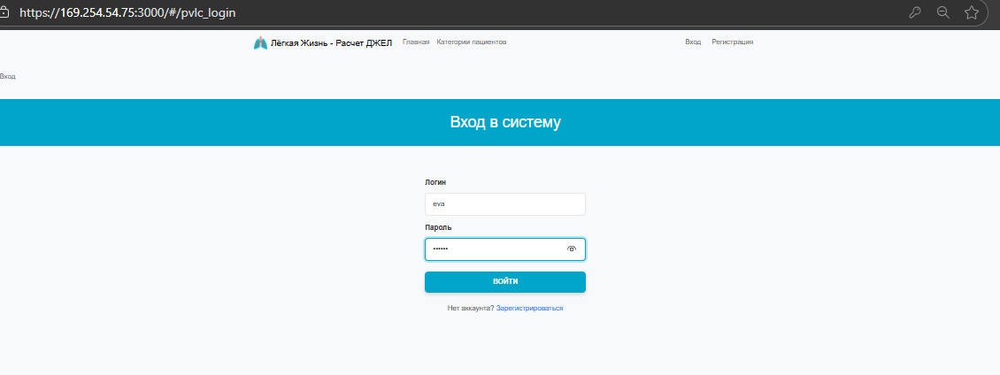 https://169.254.54.75:3000/#/pvlc_login
Лёгкая Жизнь - Расчет ДЖЕЛ Главная Категории пациентов Вход Регистрация
Вход
Вход в систему
Логин
eva
Пароль
••••••
ВОЙТИ
Нет аккаунта? Зарегистрироваться